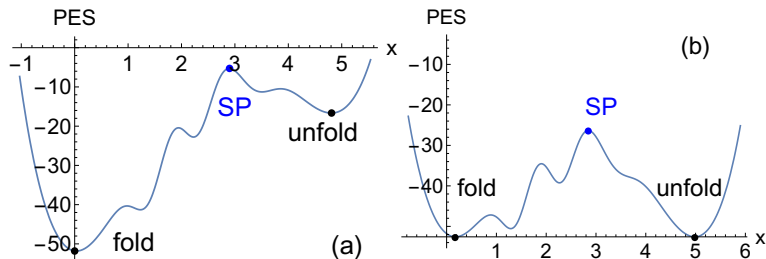 PES
x
-1 1 2 3 4 5
-10
-20
-30
-40
-50
SP
unfold
fold
(a)
PES
(b)
-10
-20
-30
-40
SP
fold
unfold
1 2 3 4 5 6
x